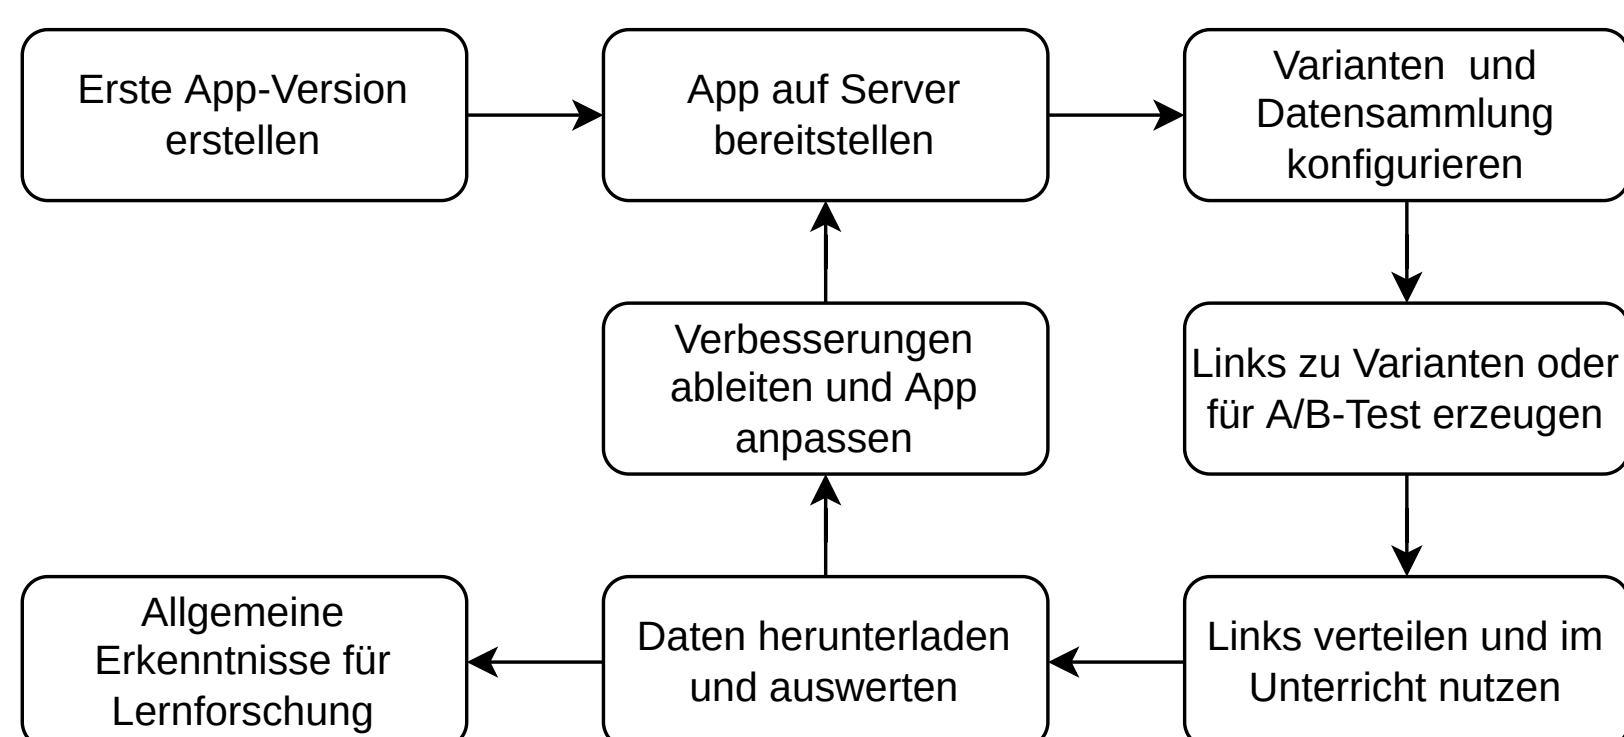 Erste App-Version
erstellen
App auf Server
bereitstellen
Varianten  und
Datensammlung
konfigurieren
Verbesserungen
ableiten und App
anpassen
Links zu Varianten oder
für A/B-Test erzeugen
Allgemeine
Erkenntnisse für
Lernforschung
Daten herunterladen
und auswerten
Links verteilen und im
Unterricht nutzen